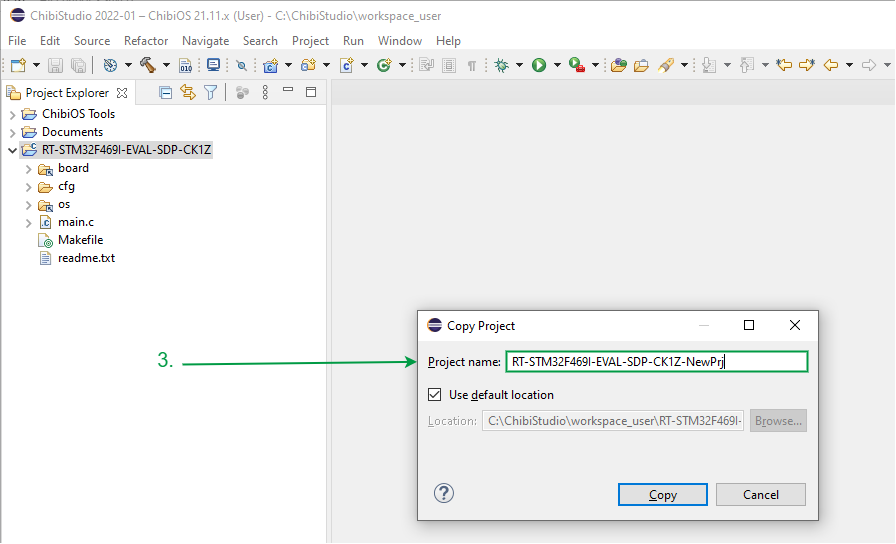 ChibiStudio 2022-01 – ChibiOS 21.11.x (User) - C:\ChibiStudio\workspace_user
File Edit Source Refactor Navigate Search Project Run Window Help
Project Explorer
ChibiOS Tools
Documents
RT-STM32F469I-EVAL-SDP-CK1Z
board
cfg
os
main.c
Makefile
readme.txt
Copy Project
3.
Project name: RT-STM32F469I-EVAL-SDP-CK1Z-NewPrj
Use default location
Location: C:\ChibiStudio\workspace_user\RT-STM32F469I- Browse...
Copy Cancel